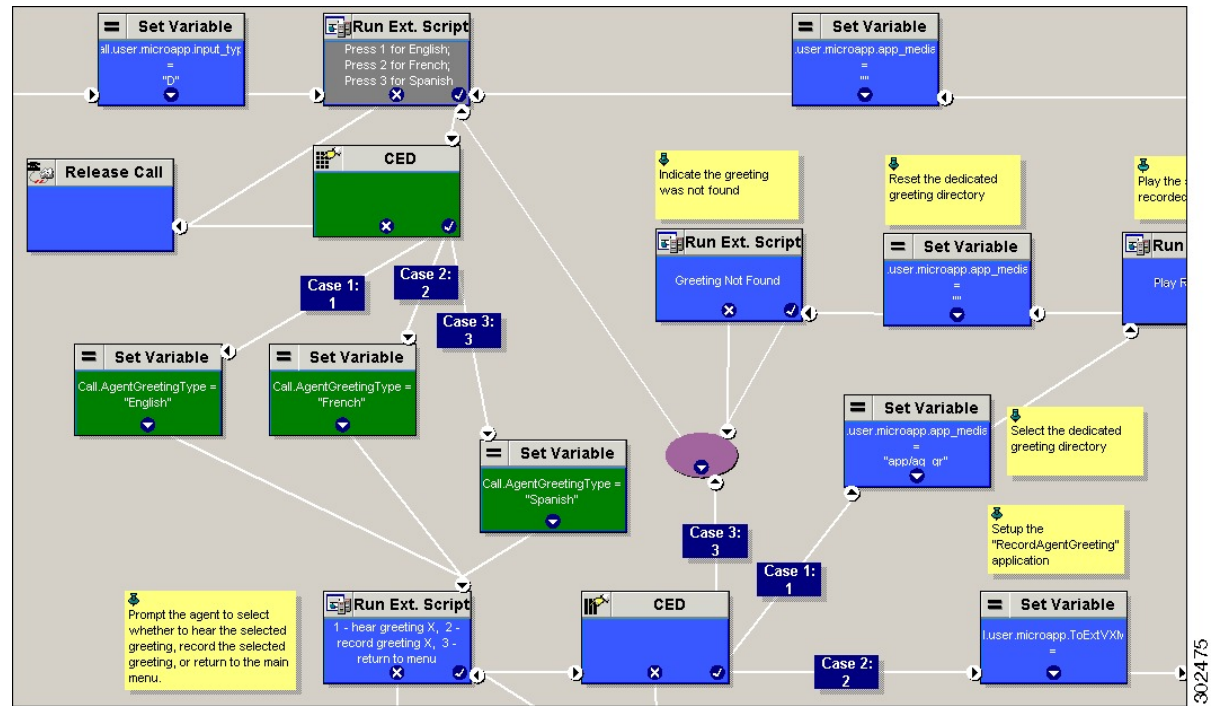 Set Variable
all.user.microapp.input_typ
=
"D"
Run Ext. Script
Press 1 for English;
Press 2 for French;
Press 3 for Spanish
Set Variable
.user.microapp.app_media
=
""
Release Call
CED
Indicate the greeting
was not found
Reset the dedicated
greeting directory
Play the
recorded
Run Ext. Script
Greeting Not Found
Set Variable
.user.microapp.app_media
=
""
Run
Play R
Case 1:
1
Case 2:
2
Case 3:
3
Set Variable
Call.AgentGreetingType =
"English"
Set Variable
Call.AgentGreetingType =
"French"
Set Variable
Call.AgentGreetingType =
"Spanish"
Set Variable
.user.microapp.app_media
=
"app/ag_gr"
Select the dedicated
greeting directory
Case 3:
3
Case 1:
1
Setup the
"RecordAgentGreeting"
application
Prompt the agent to select
whether to hear the selected
greeting, record the selected
greeting, or return to the main
menu.
Run Ext. Script
1 - hear greeting X, 2 -
record greeting X, 3 -
return to menu
CED
Case 2:
2
Set Variable
l.user.microapp.ToExtVXM
=
302475